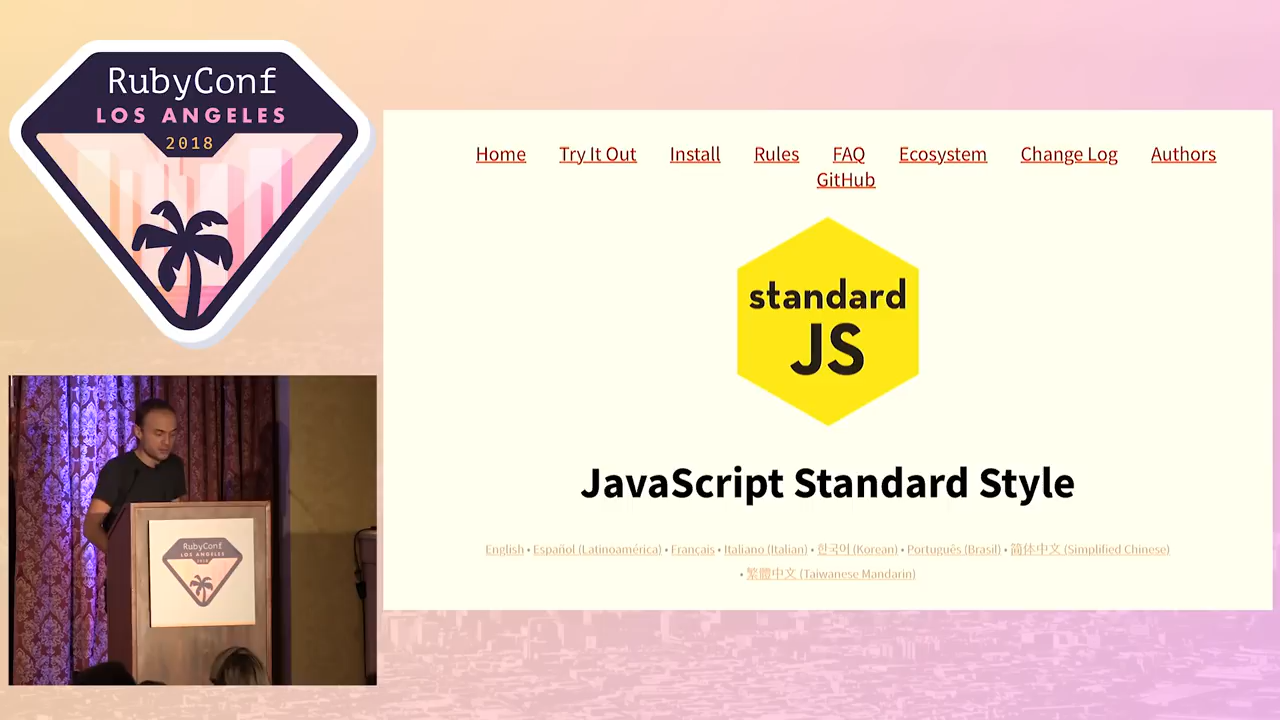 RubyConf
LOS ANGELES
2018
Home Try It Out Install Rules FAQ Ecosystem Change Log Authors
GitHub
standard
JS
JavaScript Standard Style
English • Español (Latinoamérica) • Français • Italiano (Italian) • 한국어 (Korean) • Português (Brasil) • 简体中文 (Simplified Chinese)
• 繁體中文 (Taiwanese Mandarin)
RubyConf
LOS ANGELES
2018